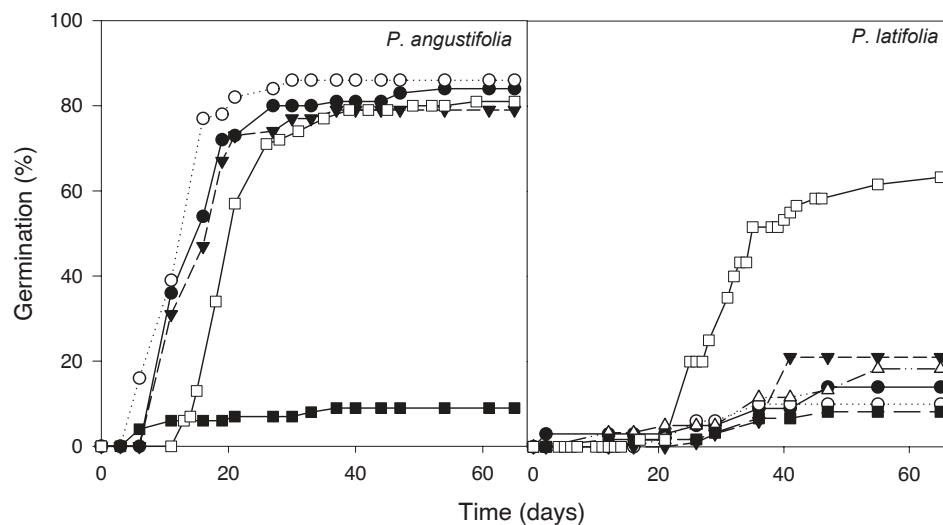 100
P. angustifolia
P. latifolia
80
60
40
20
0
Germination (%)
0 20 40 60 0 20 40 60
Time (days)